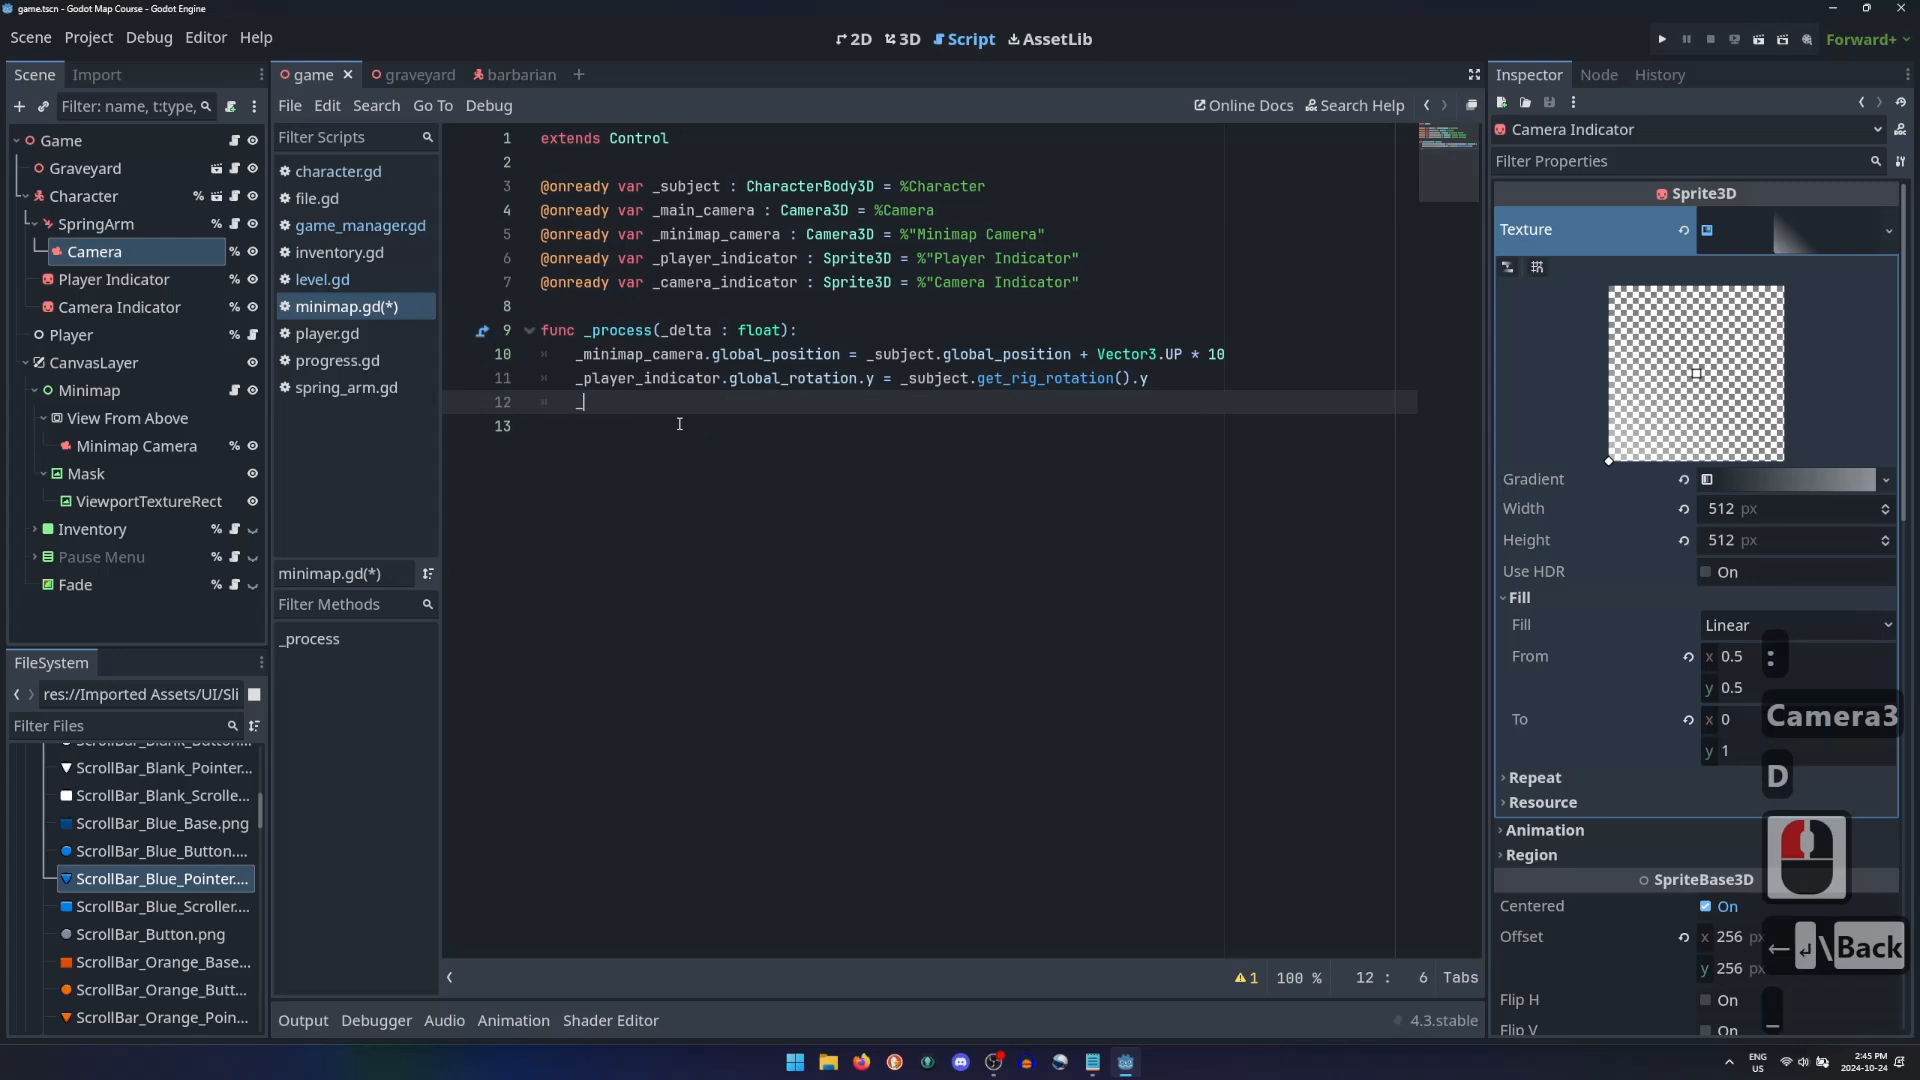 game.tscn - Godot Map Course - Godot Engine
Scene Project Debug Editor Help
2D 3D Script AssetLib
Forward+
Scene Import
game graveyard barbarian
Inspector Node History
Filter: name, t:type,
File Edit Search Go To Debug
Online Docs Search Help
Game
Graveyard
Character
SpringArm
Camera
Player Indicator
Camera Indicator
Player
CanvasLayer
Minimap
View From Above
Minimap Camera
Mask
ViewportTextureRect
Inventory
Pause Menu
Fade
FileSystem
res://Imported Assets/UI/Sli
Filter Files
ScrollBar_Blank_Button...
ScrollBar_Blank_Pointer...
ScrollBar_Blank_Scrolle...
ScrollBar_Blue_Base.png
ScrollBar_Blue_Button....
ScrollBar_Blue_Pointer....
ScrollBar_Blue_Scroller....
ScrollBar_Button.png
ScrollBar_Orange_Base...
ScrollBar_Orange_Butt...
ScrollBar_Orange_Poin...
Filter Scripts
character.gd
file.gd
game_manager.gd
inventory.gd
level.gd
minimap.gd(*)
player.gd
progress.gd
spring_arm.gd
minimap.gd(*)
Filter Methods
_process
1 extends Control
2
3 @onready var _subject : CharacterBody3D = %Character
4 @onready var _main_camera : Camera3D = %Camera
5 @onready var _minimap_camera : Camera3D = %"Minimap Camera"
6 @onready var _player_indicator : Sprite3D = %"Player Indicator"
7 @onready var _camera_indicator : Sprite3D = %"Camera Indicator"
8
9 func _process(_delta : float):
10 _minimap_camera.global_position = _subject.global_position + Vector3.UP * 10
11 _player_indicator.global_rotation.y = _subject.get_rig_rotation().y
12 _
13
1 100 % 12 : 6 Tabs
Output Debugger Audio Animation Shader Editor
4.3.stable
Camera Indicator
Filter Properties
Sprite3D
Texture
Gradient
Width 512 px
Height 512 px
Use HDR On
Fill
Fill Linear
From x 0.5
y 0.5
To x 0
y 1
Repeat
Resource
Animation
Region
SpriteBase3D
Centered On
Offset x 256 px
y 256 px
Flip H On
Flip V On
:
Camera3
D
\Back
_
ENG
US
2:45 PM
2024-10-24